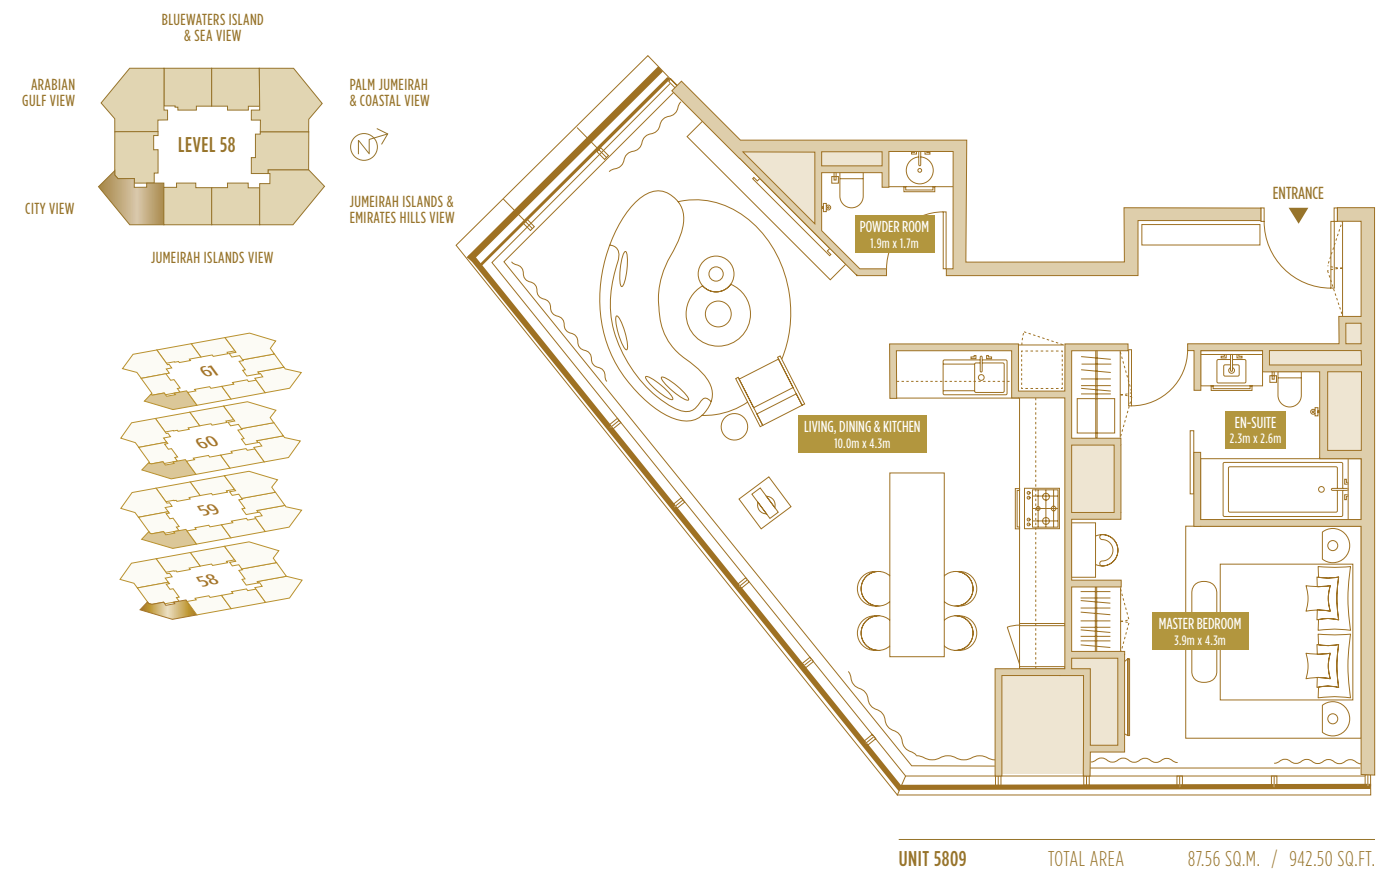 BLUEWATERS ISLAND
& SEA VIEW
ARABIAN
GULF VIEW
PALM JUMEIRAH
& COASTAL VIEW
LEVEL 58
N
CITY VIEW
JUMEIRAH ISLANDS &
EMIRATES HILLS VIEW
JUMEIRAH ISLANDS VIEW
61
60
59
58
ENTRANCE
POWDER ROOM
1.9m x 1.7m
LIVING, DINING & KITCHEN
10.0m x 4.3m
EN-SUITE
2.3m x 2.6m
MASTER BEDROOM
3.9m x 4.3m
UNIT 5809 TOTAL AREA 87.56 SQ.M. / 942.50 SQ.FT.